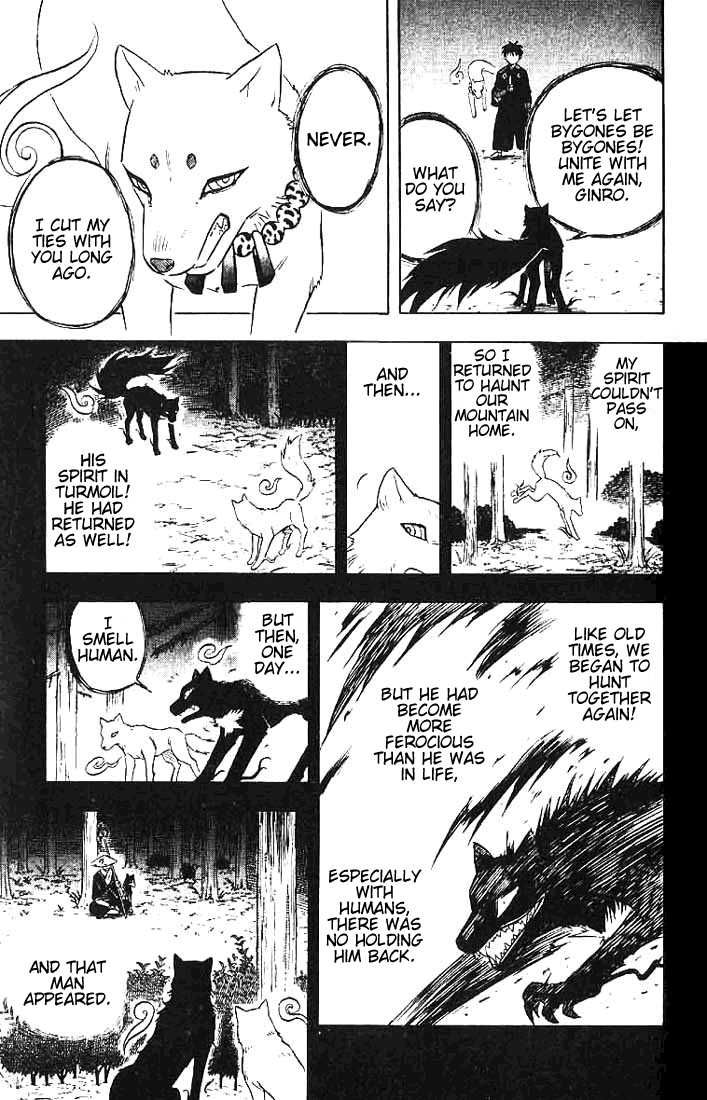 LET'S LET
BYGONES BE
BYGONES!
UNITE WITH
ME AGAIN,
GINRO.
WHAT
DO YOU
SAY?
NEVER.
I CUT MY
TIES WITH
YOU LONG
AGO.
MY
SPIRIT
COULDN'T
PASS
ON,
SO I
RETURNED
TO HAUNT
OUR
MOUNTAIN
HOME.
AND
THEN...
HIS
SPIRIT IN
TURMOIL!
HE HAD
RETURNED
AS WELL!
LIKE OLD
TIMES, WE
BEGAN TO
HUNT
TOGETHER
AGAIN!
BUT HE HAD
BECOME
MORE
FEROCIOUS
THAN HE WAS
IN LIFE,
ESPECIALLY
WITH
HUMANS,
THERE WAS
NO HOLDING
HIM BACK.
BUT
THEN,
ONE
DAY...
I
SMELL
HUMAN.
AND THAT
MAN
APPEARED.